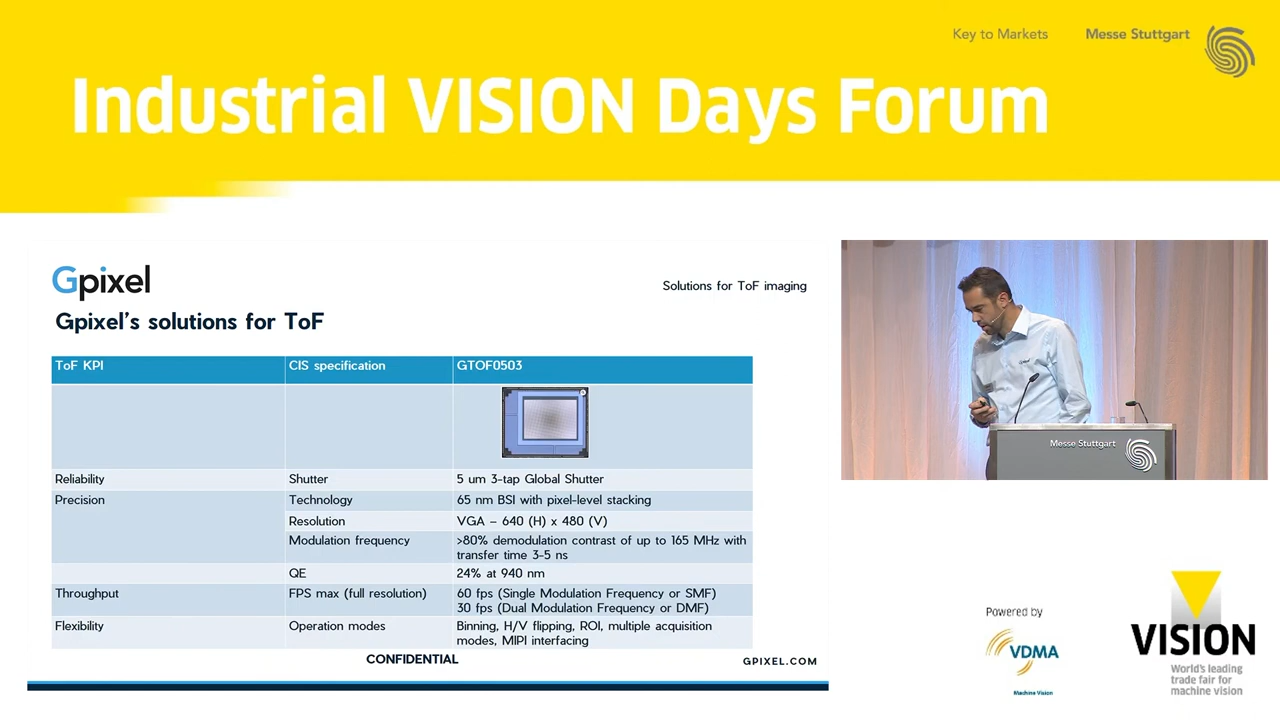 Key to Markets
Messe Stuttgart
Industrial VISION Days Forum
Gpixel
Solutions for ToF imaging
Gpixel's solutions for ToF
ToF KPI CIS specification GTOF0503
Reliability Shutter 5 um 3-tap Global Shutter
Precision Technology 65 nm BSI with pixel-level stacking
Resolution VGA – 640 (H) x 480 (V)
Modulation frequency >80% demodulation contrast of up to 165 MHz with
transfer time 3-5 ns
QE 24% at 940 nm
Throughput FPS max (full resolution) 60 fps (Single Modulation Frequency or SMF)
30 fps (Dual Modulation Frequency or DMF)
Flexibility Operation modes Binning, H/V flipping, ROI, multiple acquisition
modes, MIPI interfacing
CONFIDENTIAL
GPIXEL.COM
Messe Stuttgart
Powered by
VDMA
Machine Vision
VISION
World's leading
trade fair for
machine vision